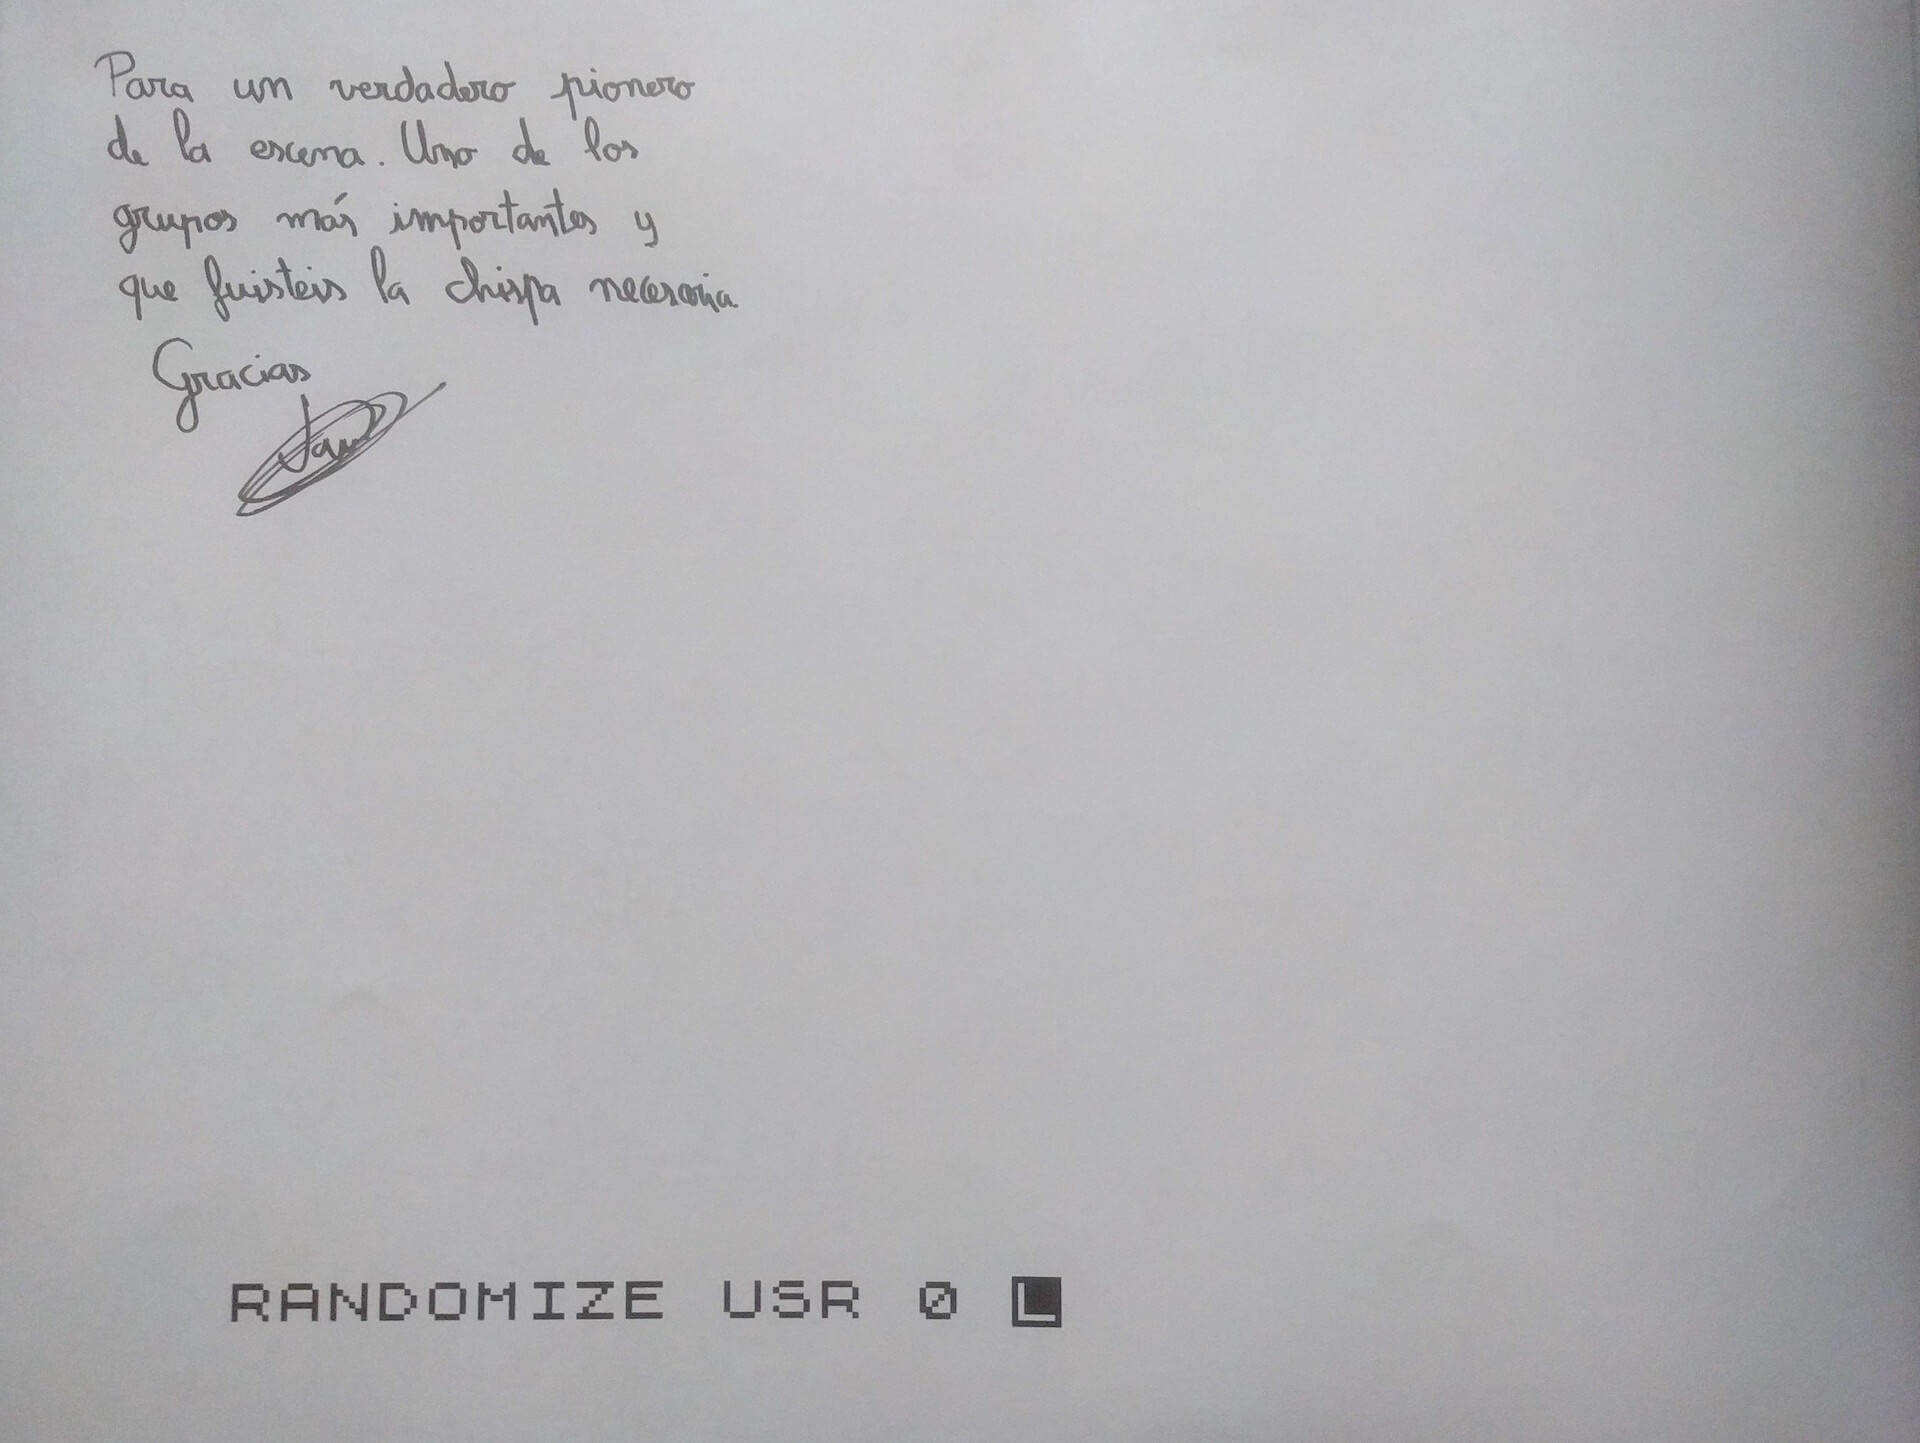 Para un verdadero pionero
de la escena. Uno de los
grupos más importantes y
que fuisteis la chispa necesaria.
Gracias
RANDOMIZE USR 0 L